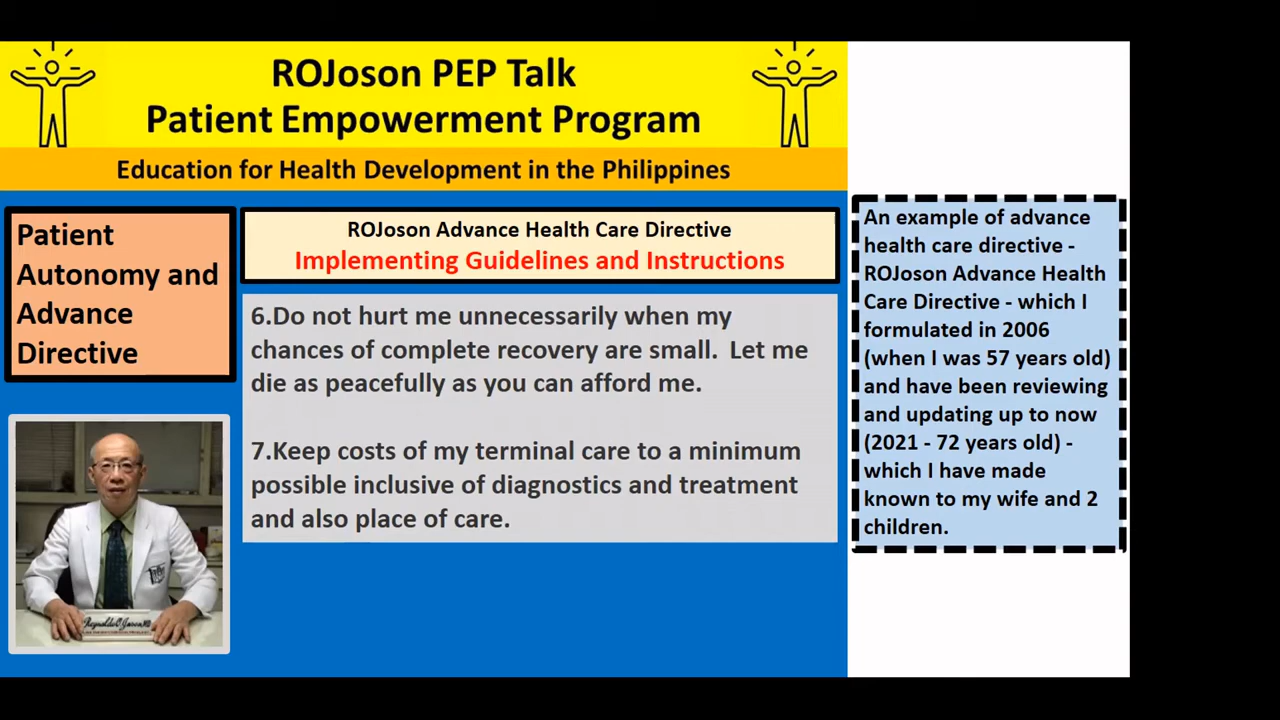 ROJoson PEP Talk
Patient Empowerment Program
Education for Health Development in the Philippines
Patient
Autonomy and
Advance
Directive
ROJoson Advance Health Care Directive
Implementing Guidelines and Instructions
6.Do not hurt me unnecessarily when my
chances of complete recovery are small.  Let me
die as peacefully as you can afford me.
7.Keep costs of my terminal care to a minimum
possible inclusive of diagnostics and treatment
and also place of care.
An example of advance
health care directive -
ROJoson Advance Health
Care Directive - which I
formulated in 2006
(when I was 57 years old)
and have been reviewing
and updating up to now
(2021 - 72 years old) -
which I have made
known to my wife and 2
children.
Reynaldo O. Joson, MD